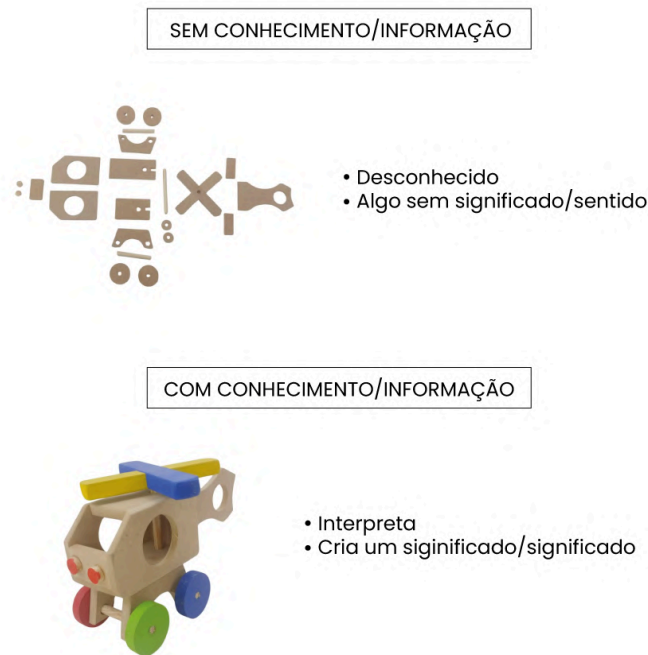 SEM CONHECIMENTO/INFORMAÇÃO
• Desconhecido
• Algo sem significado/sentido
COM CONHECIMENTO/INFORMAÇÃO
• Interpreta
• Cria um siginificado/significado